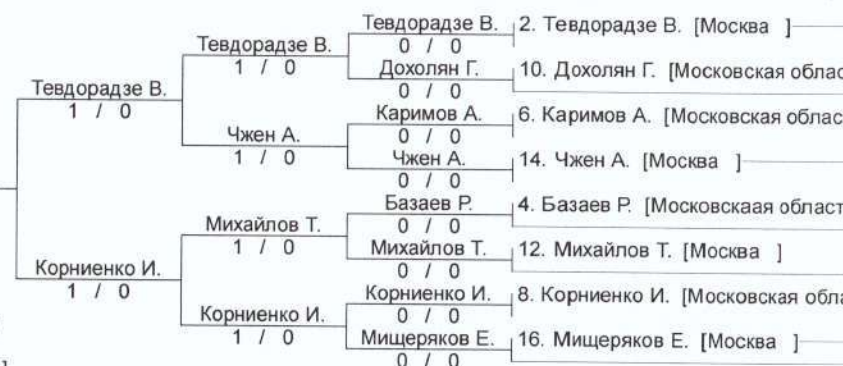 Тевдорадзе В. 2. Тевдорадзе В. [Москва ]
0 / 0
Тевдорадзе В.
1 / 0
Дохолян Г. 10. Дохолян Г. [Московская облас
0 / 0
Тевдорадзе В.
1 / 0
Каримов А. 6. Каримов А. [Московская облас
0 / 0
Чжен А.
1 / 0
Чжен А. 14. Чжен А. [Москва ]
0 / 0
Базаев Р. 4. Базаев Р. [Московскаая област
0 / 0
Михайлов Т.
1 / 0
Михайлов Т. 12. Михайлов Т. [Москва ]
0 / 0
Корниенко И.
1 / 0
Корниенко И. 8. Корниенко И. [Московская обла
0 / 0
Корниенко И.
1 / 0
Мищеряков Е. 16. Мищеряков Е. [Москва ]
0 / 0